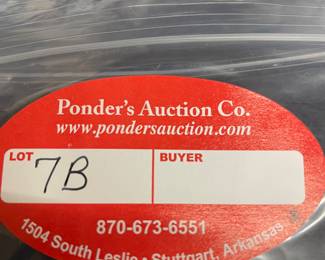 Ponder's Auction Co.
www.pondersauction.com
LOT BUYER
7B
870-673-6551
1504 South Leslie • Stuttgart, Arkansas